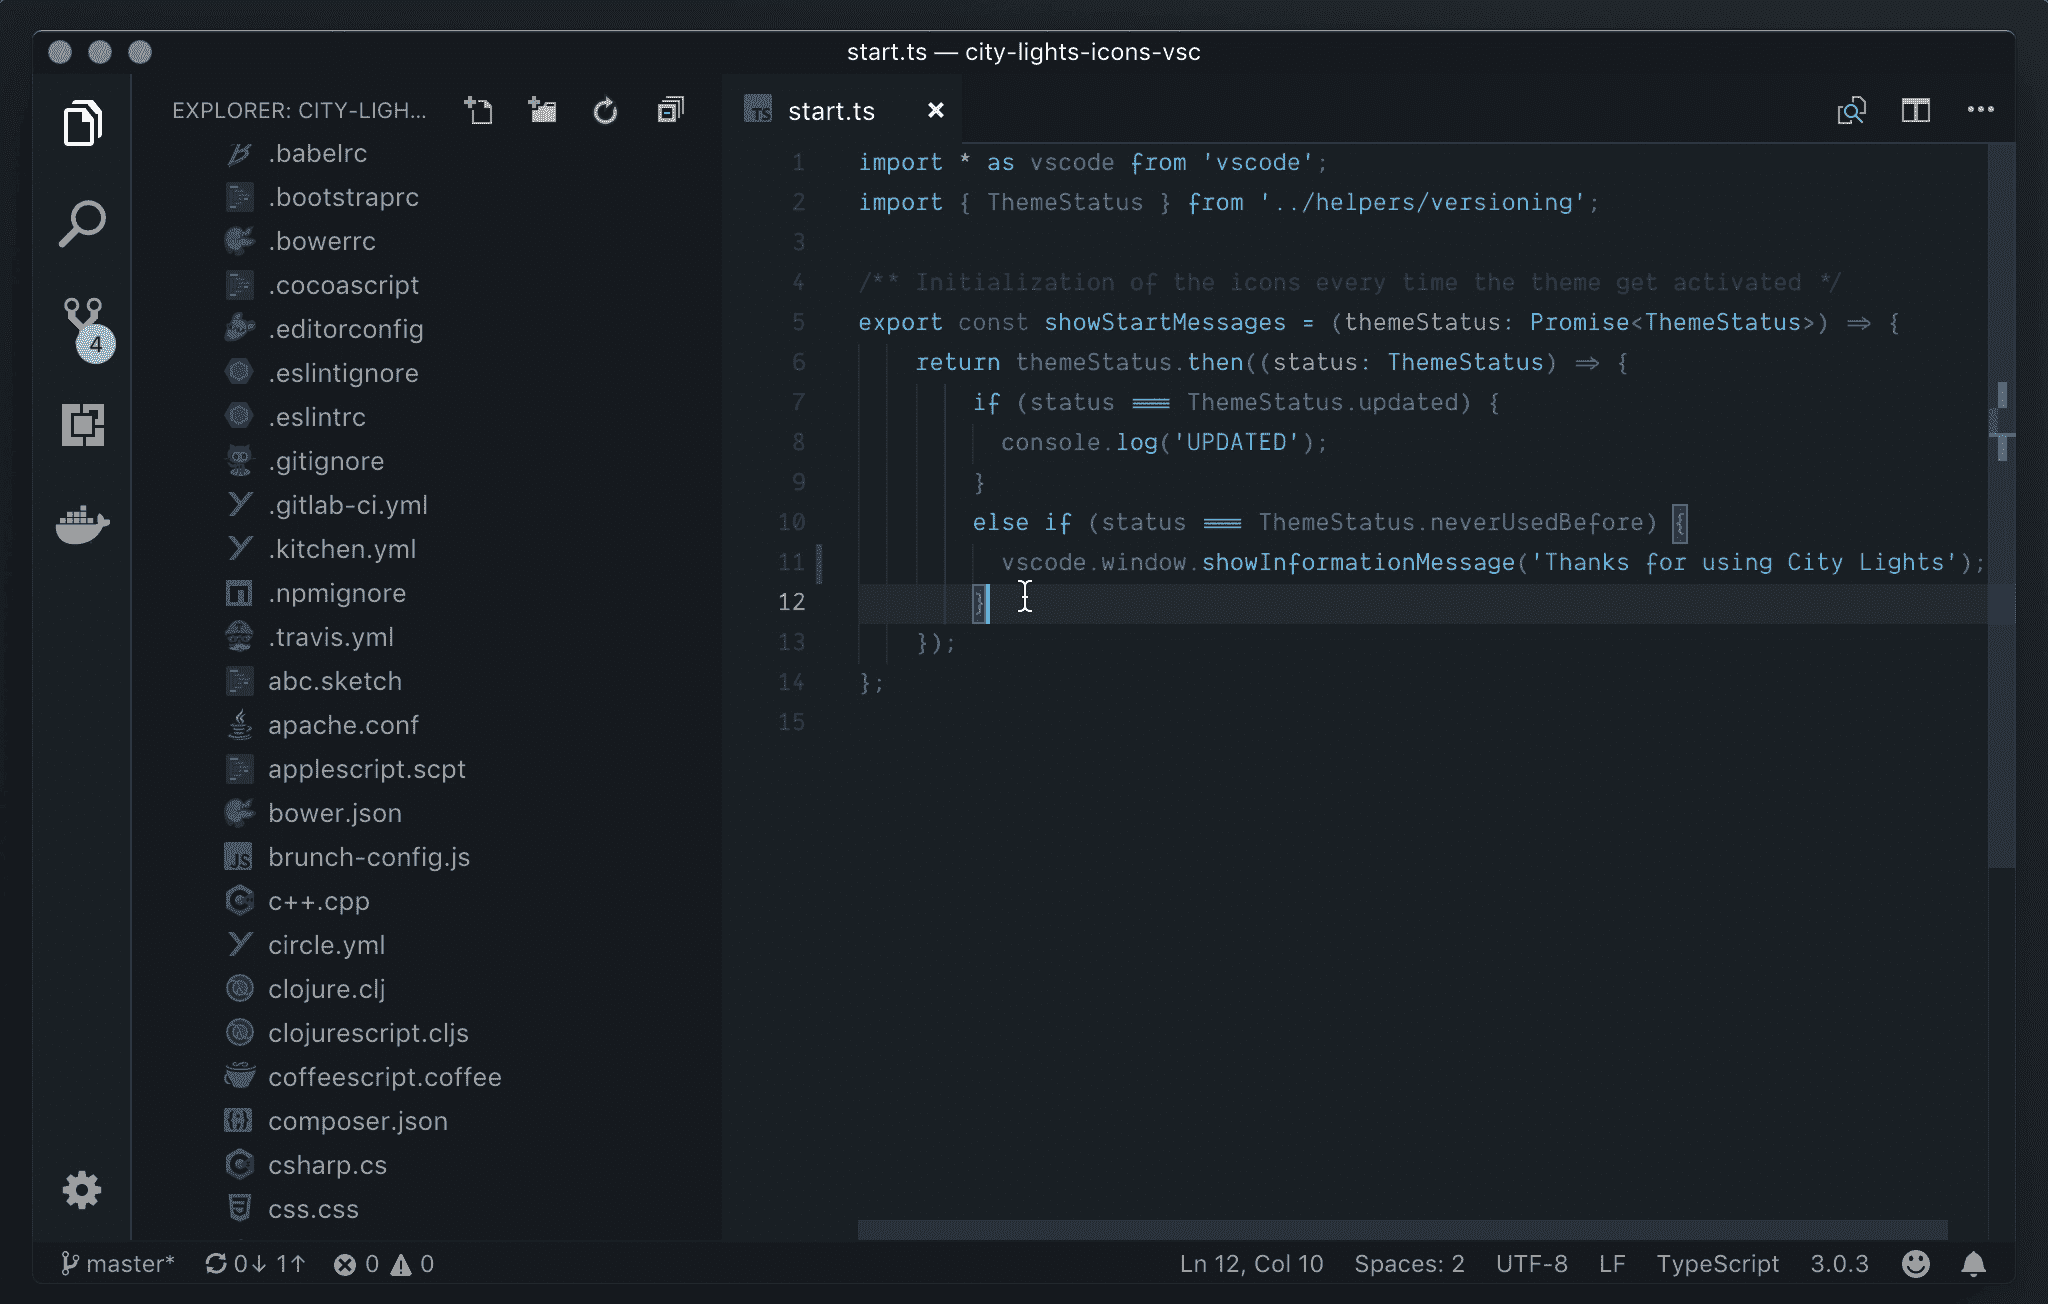 start.ts — city-lights-icons-vsc
EXPLORER: CITY-LIGH...
.babelrc
.bootstraprc
.bowerrc
.cocoascript
.editorconfig
.eslintignore
.eslintrc
.gitignore
.gitlab-ci.yml
.kitchen.yml
.npmignore
.travis.yml
abc.sketch
apache.conf
applescript.scpt
bower.json
JS brunch-config.js
c++.cpp
circle.yml
clojure.clj
clojurescript.cljs
coffeescript.coffee
composer.json
csharp.cs
css.css
4
TS start.ts
1 import * as vscode from 'vscode';
2 import { ThemeStatus } from '../helpers/versioning';
3
4 /** Initialization of the icons every time the theme get activated */
5 export const showStartMessages = (themeStatus: Promise<ThemeStatus>) => {
6 return themeStatus.then((status: ThemeStatus) => {
7 if (status === ThemeStatus.updated) {
8 console.log('UPDATED');
9 }
10 else if (status === ThemeStatus.neverUsedBefore) {
11 vscode.window.showInformationMessage('Thanks for using City Lights');
12 }
13 });
14 };
15
master* 0↓ 1↑ 0 0 Ln 12, Col 10 Spaces: 2 UTF-8 LF TypeScript 3.0.3